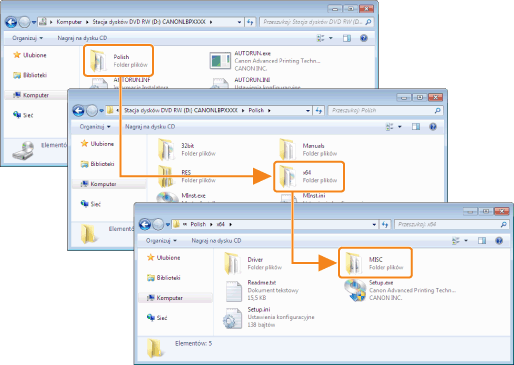 Komputer ▸ Stacja dysków DVD RW (D:) CANONLBPXXXX ▸
Przeszukaj: Stacja dysków DVD RW (D:) ...
Organizuj ▾ Nagraj na dysku CD
Ulubione
Biblioteki
Komputer
Sieć
Polish
Folder plików
AUTORUN.exe
Canon Advanced Printing Techn...
CANON INC.
AUTORUN.INF
AUTORUN.INI
Stacja dysków DVD RW (D:) CANONLBPXXXX ▸ Polish ▸
Przeszukaj: Polish
Organizuj ▾ Nagraj na dysku CD
Ulubione
Biblioteki
Komputer
Sieć
32bit
Folder plików
Manuals
Folder plików
RES
Folder plików
x64
Folder plików
MInst.exe
MInst.ini
Polish ▸ x64 ▸
Przeszukaj: x64
Organizuj ▾ Nagraj na dysku CD
Ulubione
Biblioteki
Komputer
Sieć
Driver
Folder plików
MISC
Folder plików
Readme.txt
Dokument tekstowy
15,5 KB
Setup.exe
Canon Advanced Printing Techn...
CANON INC.
Setup.ini
Ustawienia konfiguracyjne
138 bajtów
Elementów: 5